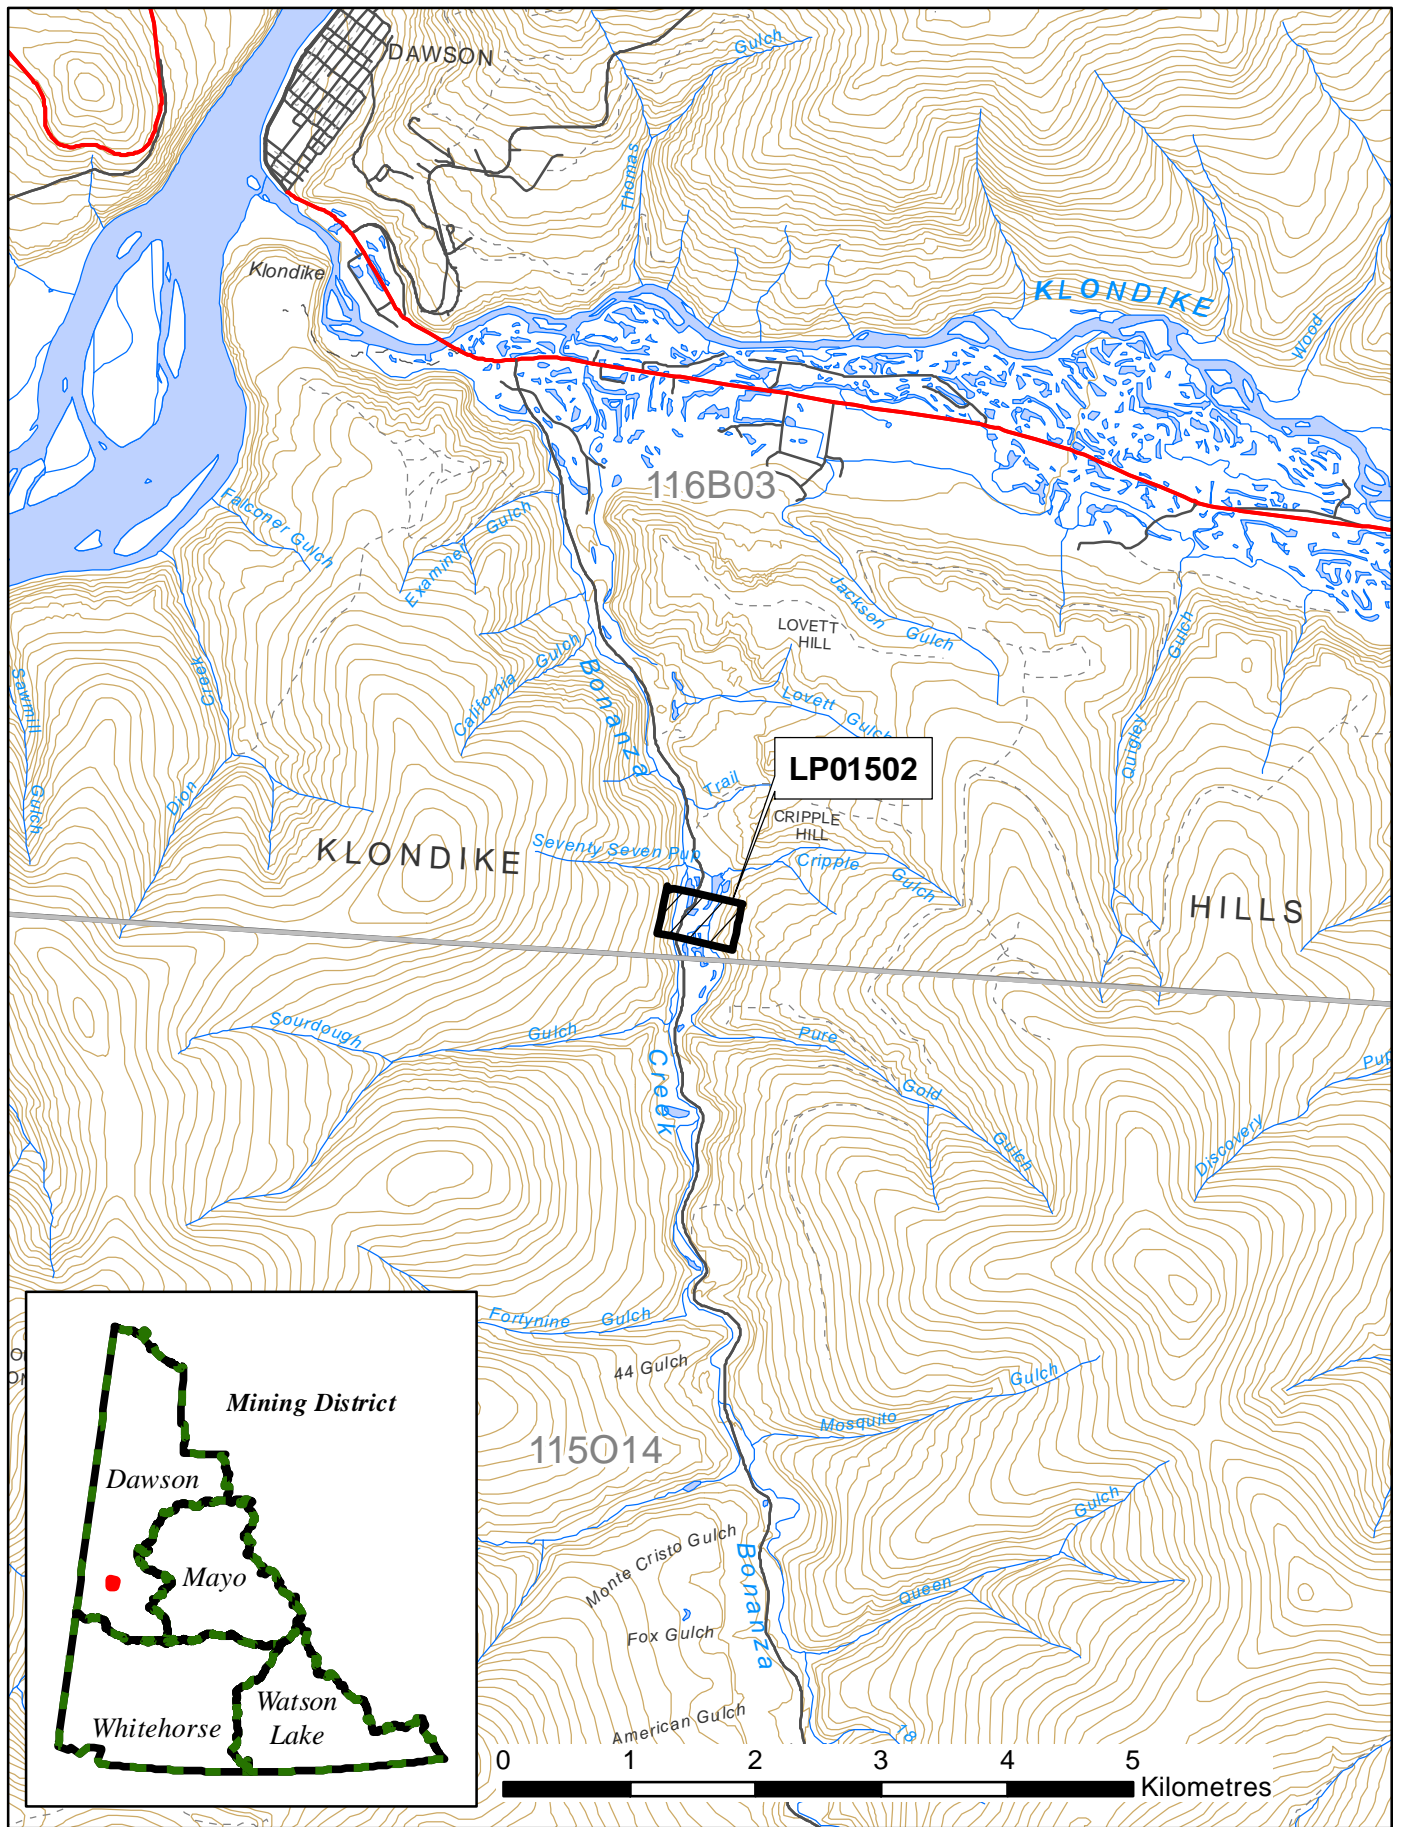 DAWSON
Gulch
Thomas
Klondike
KLONDIKE
Wood
116B03
Falconer Gulch
Examiner Gulch
Jackson Gulch
LOVETT
HILL
Gulch
California Gulch
Bonanza
Sawmill Gulch
Creek
Dion
Lovett Gulch
Quigley
LP01502
Trail
CRIPPLE
HILL
Seventy Seven Pup
Cripple Gulch
KLONDIKE
HILLS
Sourdough Gulch
Pure Gold Gulch
Creek
Pup
Discovery
Fortynine Gulch
44 Gulch
Gulch
Mosquito
115O14
Gulch
Monte Cristo Gulch
Bonanza
Queen
Fox Gulch
American Gulch
18
Mining District
Dawson
Mayo
Watson
Lake
Whitehorse
0 1 2 3 4 5
Kilometres